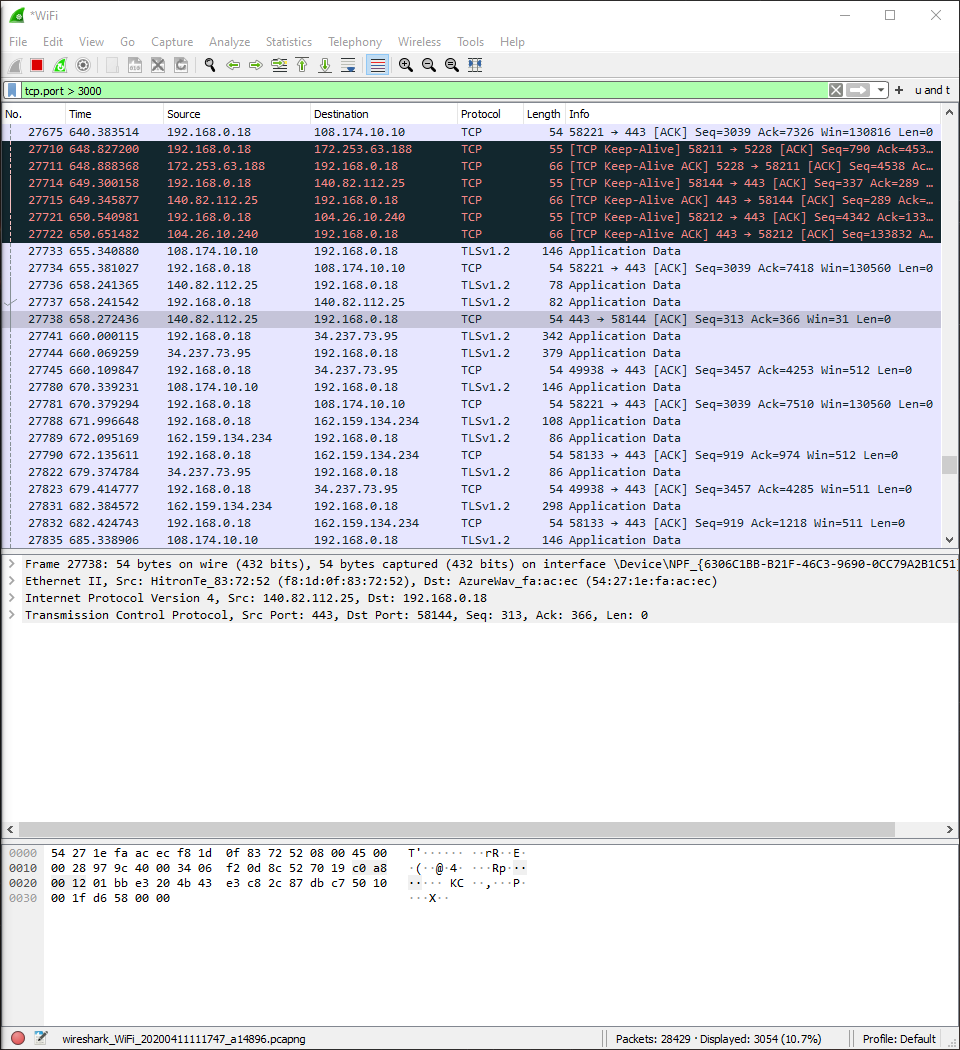 *WiFi
File Edit View Go Capture Analyze Statistics Telephony Wireless Tools Help
tcp.port > 3000 + u and t
No. Time Source Destination Protocol Length Info
27675 640.383514 192.168.0.18 108.174.10.10 TCP 54 58221 → 443 [ACK] Seq=3039 Ack=7326 Win=130816 Len=0
27710 648.827200 192.168.0.18 172.253.63.188 TCP 55 [TCP Keep-Alive] 58211 → 5228 [ACK] Seq=790 Ack=453…
27711 648.888368 172.253.63.188 192.168.0.18 TCP 66 [TCP Keep-Alive ACK] 5228 → 58211 [ACK] Seq=4538 Ac…
27714 649.300158 192.168.0.18 140.82.112.25 TCP 55 [TCP Keep-Alive] 58144 → 443 [ACK] Seq=337 Ack=289 …
27715 649.345877 140.82.112.25 192.168.0.18 TCP 66 [TCP Keep-Alive ACK] 443 → 58144 [ACK] Seq=289 Ack=…
27721 650.540981 192.168.0.18 104.26.10.240 TCP 55 [TCP Keep-Alive] 58212 → 443 [ACK] Seq=4342 Ack=133…
27722 650.651482 104.26.10.240 192.168.0.18 TCP 66 [TCP Keep-Alive ACK] 443 → 58212 [ACK] Seq=133832 A…
27733 655.340880 108.174.10.10 192.168.0.18 TLSv1.2 146 Application Data
27734 655.381027 192.168.0.18 108.174.10.10 TCP 54 58221 → 443 [ACK] Seq=3039 Ack=7418 Win=130560 Len=0
27736 658.241365 140.82.112.25 192.168.0.18 TLSv1.2 78 Application Data
27737 658.241542 192.168.0.18 140.82.112.25 TLSv1.2 82 Application Data
27738 658.272436 140.82.112.25 192.168.0.18 TCP 54 443 → 58144 [ACK] Seq=313 Ack=366 Win=31 Len=0
27741 660.000115 192.168.0.18 34.237.73.95 TLSv1.2 342 Application Data
27744 660.069259 34.237.73.95 192.168.0.18 TLSv1.2 379 Application Data
27745 660.109847 192.168.0.18 34.237.73.95 TCP 54 49938 → 443 [ACK] Seq=3457 Ack=4253 Win=512 Len=0
27780 670.339231 108.174.10.10 192.168.0.18 TLSv1.2 146 Application Data
27781 670.379294 192.168.0.18 108.174.10.10 TCP 54 58221 → 443 [ACK] Seq=3039 Ack=7510 Win=130560 Len=0
27788 671.996648 192.168.0.18 162.159.134.234 TLSv1.2 108 Application Data
27789 672.095169 162.159.134.234 192.168.0.18 TLSv1.2 86 Application Data
27790 672.135611 192.168.0.18 162.159.134.234 TCP 54 58133 → 443 [ACK] Seq=919 Ack=974 Win=512 Len=0
27822 679.374784 34.237.73.95 192.168.0.18 TLSv1.2 86 Application Data
27823 679.414777 192.168.0.18 34.237.73.95 TCP 54 49938 → 443 [ACK] Seq=3457 Ack=4285 Win=511 Len=0
27831 682.384572 162.159.134.234 192.168.0.18 TLSv1.2 298 Application Data
27832 682.424743 192.168.0.18 162.159.134.234 TCP 54 58133 → 443 [ACK] Seq=919 Ack=1218 Win=511 Len=0
27835 685.338906 108.174.10.10 192.168.0.18 TLSv1.2 146 Application Data
Frame 27738: 54 bytes on wire (432 bits), 54 bytes captured (432 bits) on interface \Device\NPF_{6306C1BB-B21F-46C3-9690-0CC79A2B1C51}
Ethernet II, Src: HitronTe_83:72:52 (f8:1d:0f:83:72:52), Dst: AzureWav_fa:ac:ec (54:27:1e:fa:ac:ec)
Internet Protocol Version 4, Src: 140.82.112.25, Dst: 192.168.0.18
Transmission Control Protocol, Src Port: 443, Dst Port: 58144, Seq: 313, Ack: 366, Len: 0
0000 54 27 1e fa ac ec f8 1d 0f 83 72 52 08 00 45 00 T'······ ··rR··E·
0010 00 28 97 9c 40 00 34 06 f2 0d 8c 52 70 19 c0 a8 ·(··@·4· ···Rp···
0020 00 12 01 bb e3 20 4b 43 e3 c8 2c 87 db c7 50 10 ····· KC ··,···P·
0030 00 1f d6 58 00 00 ···X··
wireshark_WiFi_20200411111747_a14896.pcapng Packets: 28429 · Displayed: 3054 (10.7%) Profile: Default